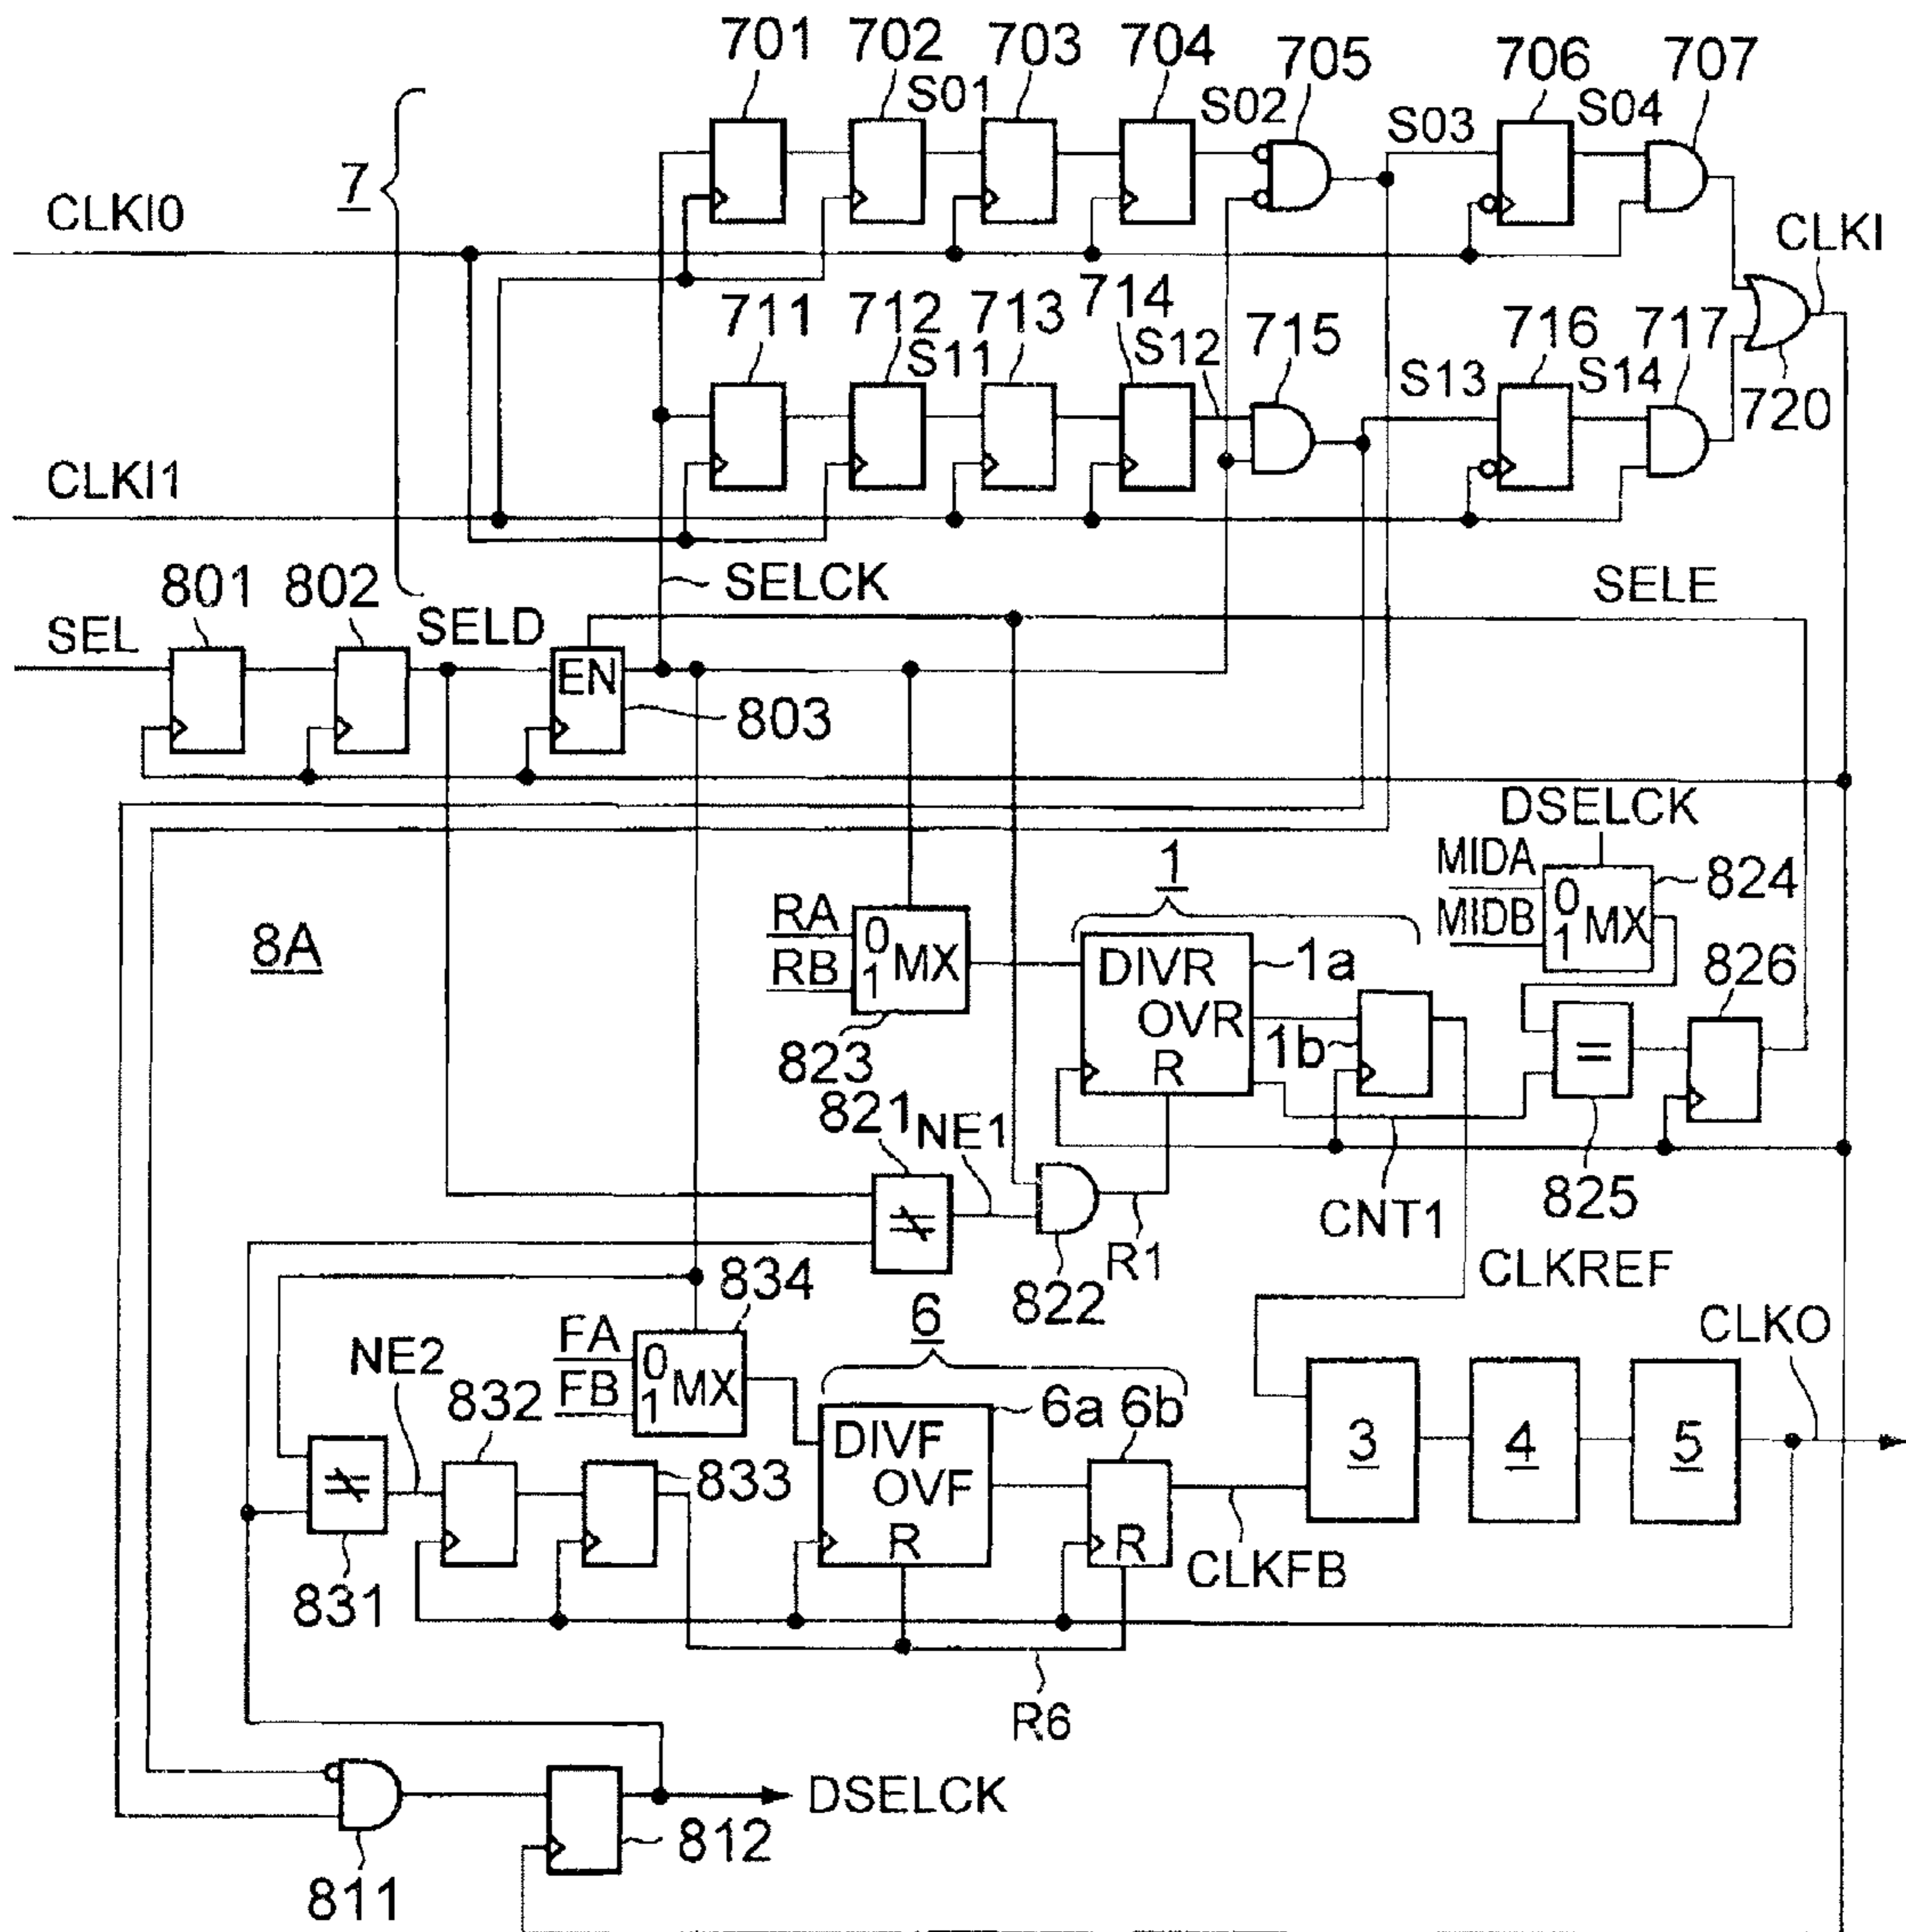 701 702 703 704 705 706 707
S01 S02 S03 S04
7
CLKI0
CLKI
711 712 713 714 715 716 717
S11 S12 S13 S14
720
CLKI1
SELCK
SELE
801 802
SEL
SELD
EN
803
DSELCK
MIDA
MIDB
0
1
MX
824
1
RA
RB
0
1
MX
8A
DIVR
OVR
R
1a
1b
826
=
823
821
NE1
825
CNT1
R1
822
CLKREF
≠
834
6
CLKO
FA
FB
0
1
MX
NE2
832
6a 6b
DIVF
OVF
R
R
3
4
5
833
≠
831
CLKFB
R6
DSELCK
812
811